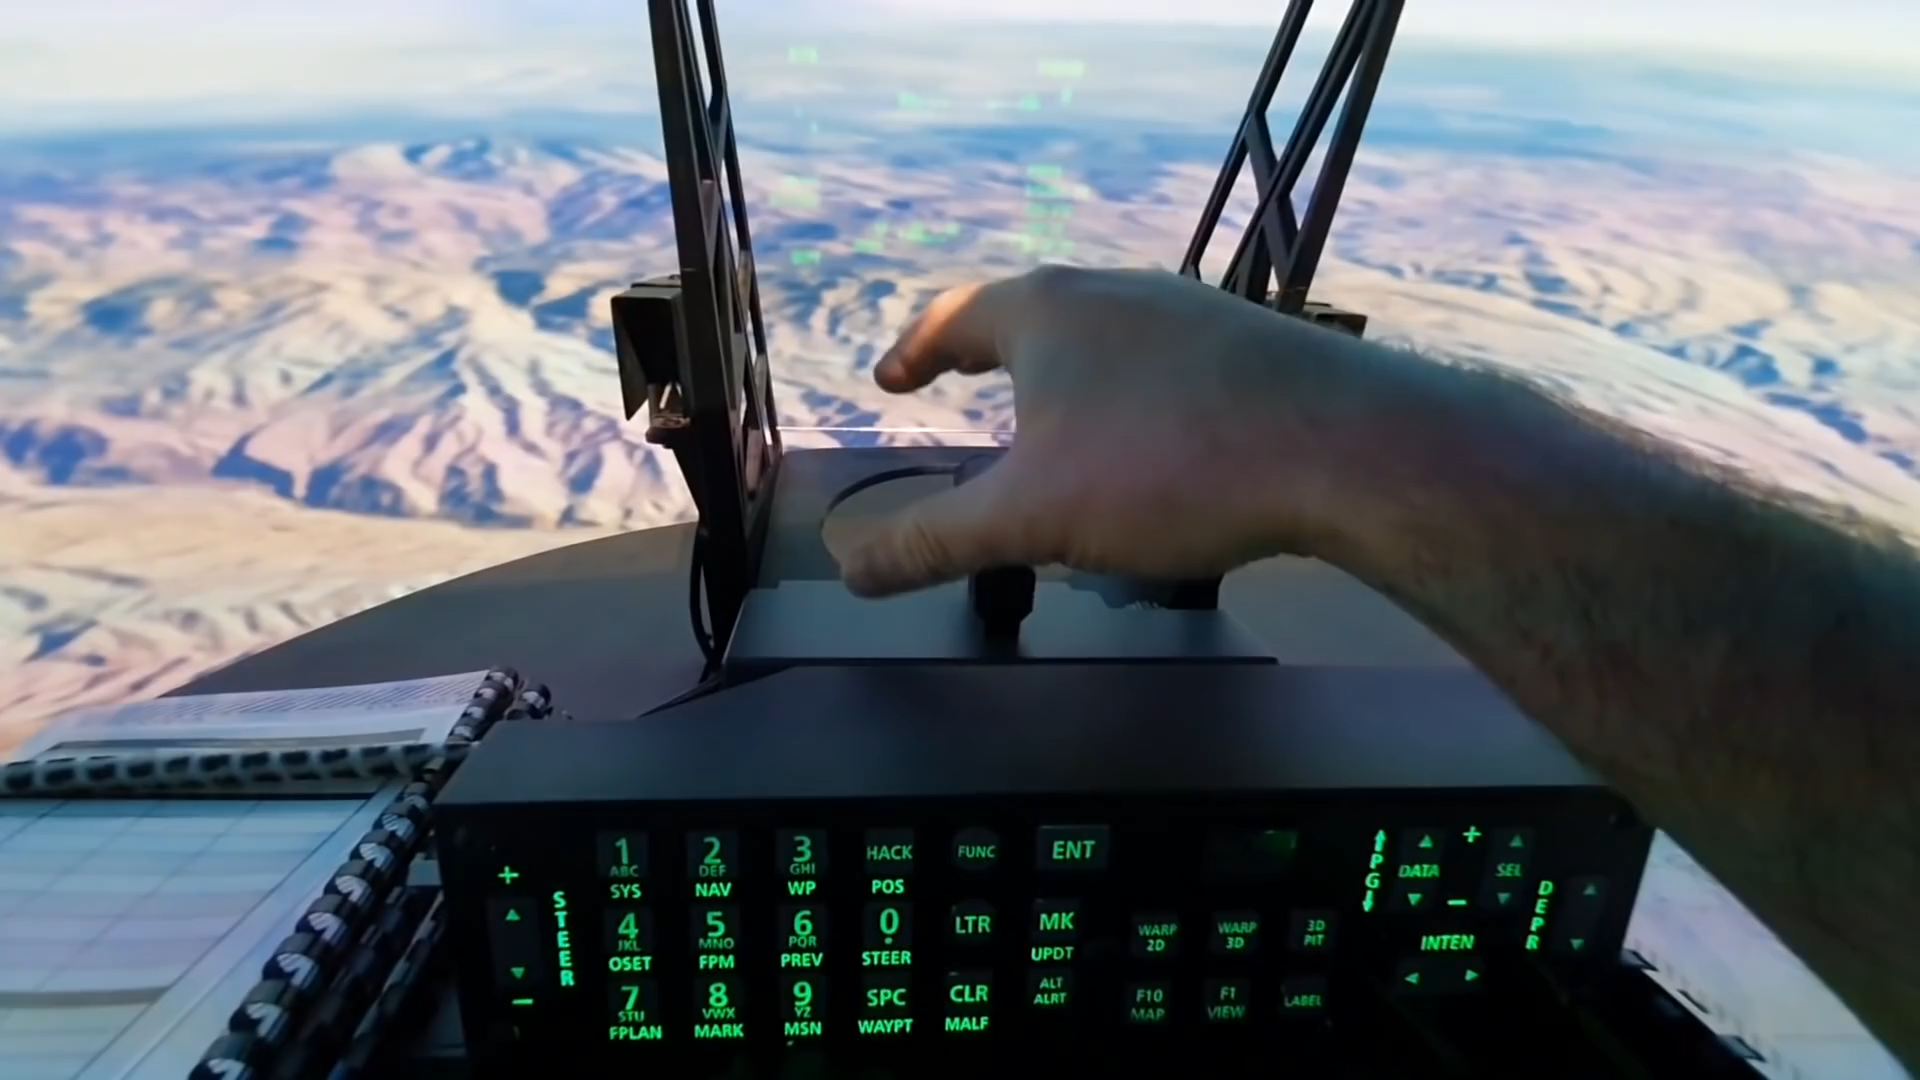 +
STEER
−
1
ABC
SYS
2
DEF
NAV
3
GHI
WP
HACK
POS
FUNC
ENT
4
JKL
OSET
5
MNO
FPM
6
PQR
PREV
0
.
STEER
LTR
MK
UPDT
7
STU
FPLAN
8
VWX
MARK
9
YZ
MSN
SPC
WAYPT
CLR
MALF
ALT
ALRT
WARP
2D
WARP
3D
3D
PIT
F10
MAP
F1
VIEW
LABEL
PG
DATA
+
−
SEL
INTEN
DEPR